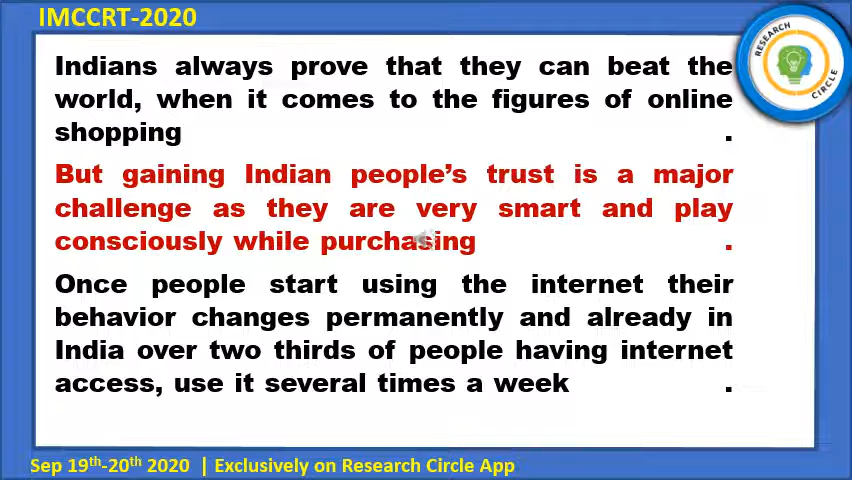 IMCCRT-2020
RESEARCH
CIRCLE
Indians always prove that they can beat the
world, when it comes to the figures of online
shopping .
But gaining Indian people’s trust is a major
challenge as they are very smart and play
consciously while purchasing .
Once people start using the internet their
behavior changes permanently and already in
India over two thirds of people having internet
access, use it several times a week .
Sep 19th-20th 2020 | Exclusively on Research Circle App